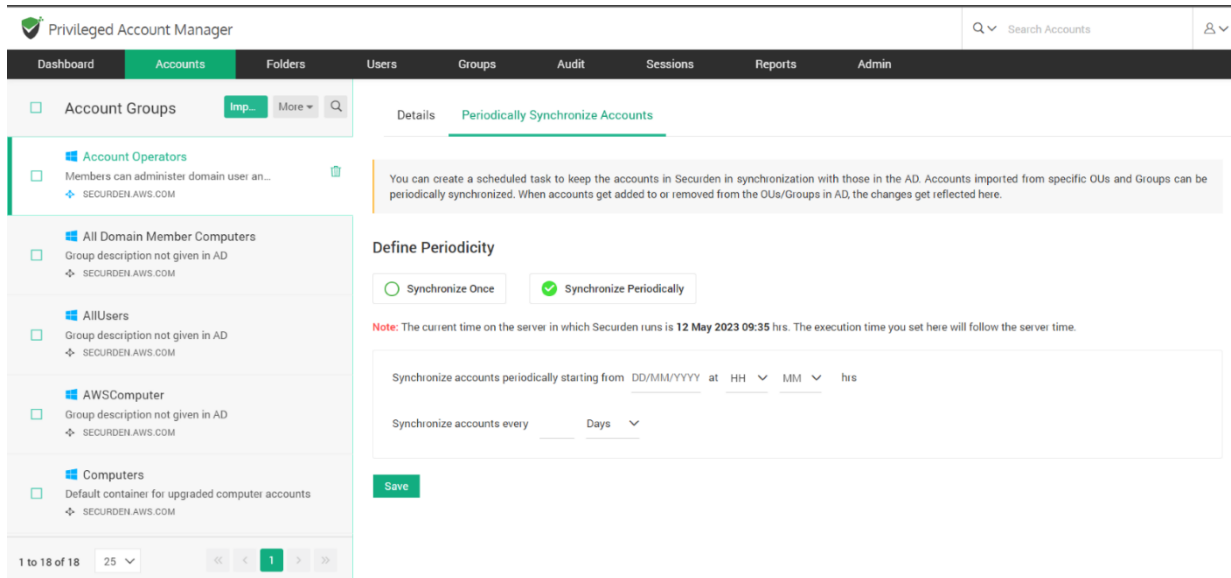 Privileged Account Manager
Search Accounts
Dashboard Accounts Folders Users Groups Audit Sessions Reports Admin
Account Groups Imp... More
Account Operators
Members can administer domain user an...
SECURDEN.AWS.COM
All Domain Member Computers
Group description not given in AD
SECURDEN.AWS.COM
AllUsers
Group description not given in AD
SECURDEN.AWS.COM
AWSComputer
Group description not given in AD
SECURDEN.AWS.COM
Computers
Default container for upgraded computer accounts
SECURDEN.AWS.COM
1 to 18 of 18 25 « < 1 > »
Details Periodically Synchronize Accounts
You can create a scheduled task to keep the accounts in Securden in synchronization with those in the AD. Accounts imported from specific OUs and Groups can be
periodically synchronized. When accounts get added to or removed from the OUs/Groups in AD, the changes get reflected here.
Define Periodicity
Synchronize Once Synchronize Periodically
Note: The current time on the server in which Securden runs is 12 May 2023 09:35 hrs. The execution time you set here will follow the server time.
Synchronize accounts periodically starting from DD/MM/YYYY at HH MM hrs
Synchronize accounts every Days
Save